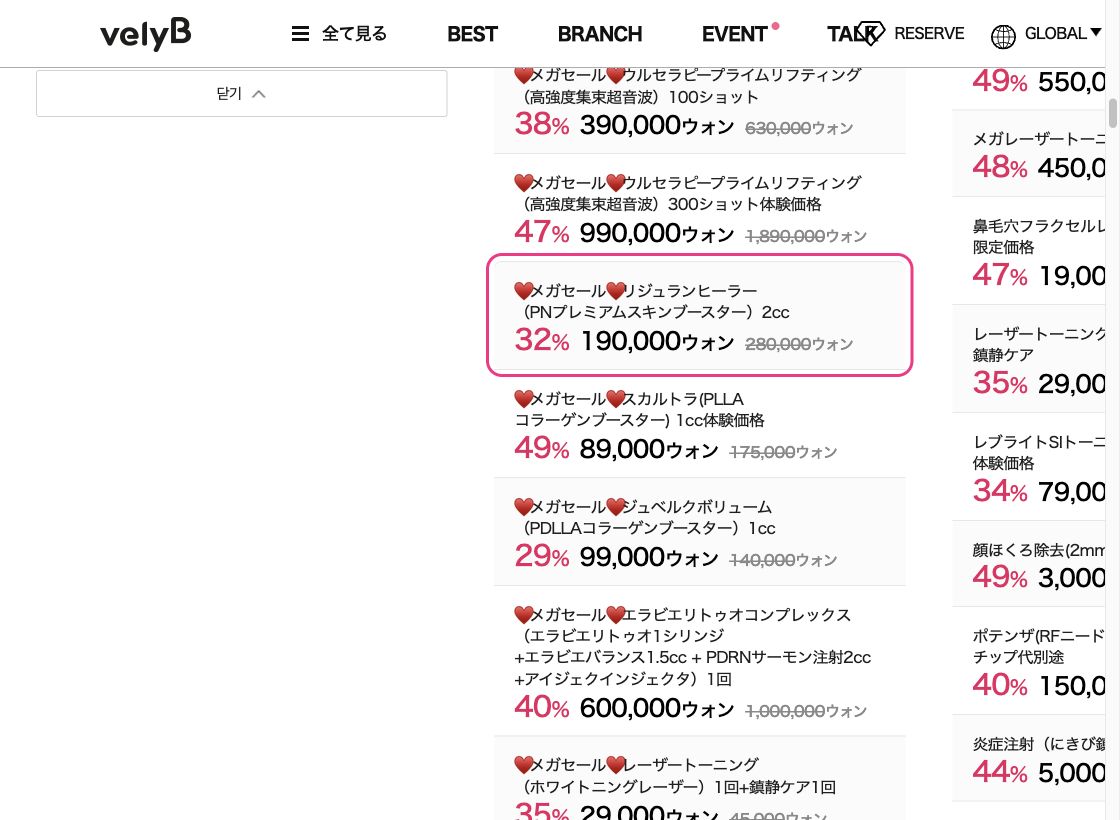 velyB
全て見る
BEST
BRANCH
EVENT
TALK
RESERVE
GLOBAL
닫기
メガセール ウルセラピープライムリフティング
（高強度集束超音波）100ショット
38% 390,000ウォン 630,000ウォン
メガセール ウルセラピープライムリフティング
（高強度集束超音波）300ショット体験価格
47% 990,000ウォン 1,890,000ウォン
メガセール リジュランヒーラー
（PNプレミアムスキンブースター）2cc
32% 190,000ウォン 280,000ウォン
メガセール スカルトラ(PLLA
コラーゲンブースター) 1cc体験価格
49% 89,000ウォン 175,000ウォン
メガセール ジュベルクボリューム
（PDLLAコラーゲンブースター）1cc
29% 99,000ウォン 140,000ウォン
メガセール エラビエリトゥオコンプレックス
（エラビエリトゥオ1シリンジ
+エラビエバランス1.5cc + PDRNサーモン注射2cc
+アイジェクインジェクタ）1回
40% 600,000ウォン 1,000,000ウォン
メガセール レーザートーニング
（ホワイトニングレーザー）1回+鎮静ケア1回
35% 29,000ウォン 45,000ウォン
49% 550,0
メガレーザートーニ
48% 450,0
鼻毛穴フラクセルレ
限定価格
47% 19,00
レーザートーニング
鎮静ケア
35% 29,00
レブライトSIトーニ
体験価格
34% 79,00
顔ほくろ除去(2mm
49% 3,000
ポテンザ(RFニード
チップ代別途
40% 150,0
炎症注射（にきび鎮
44% 5,000